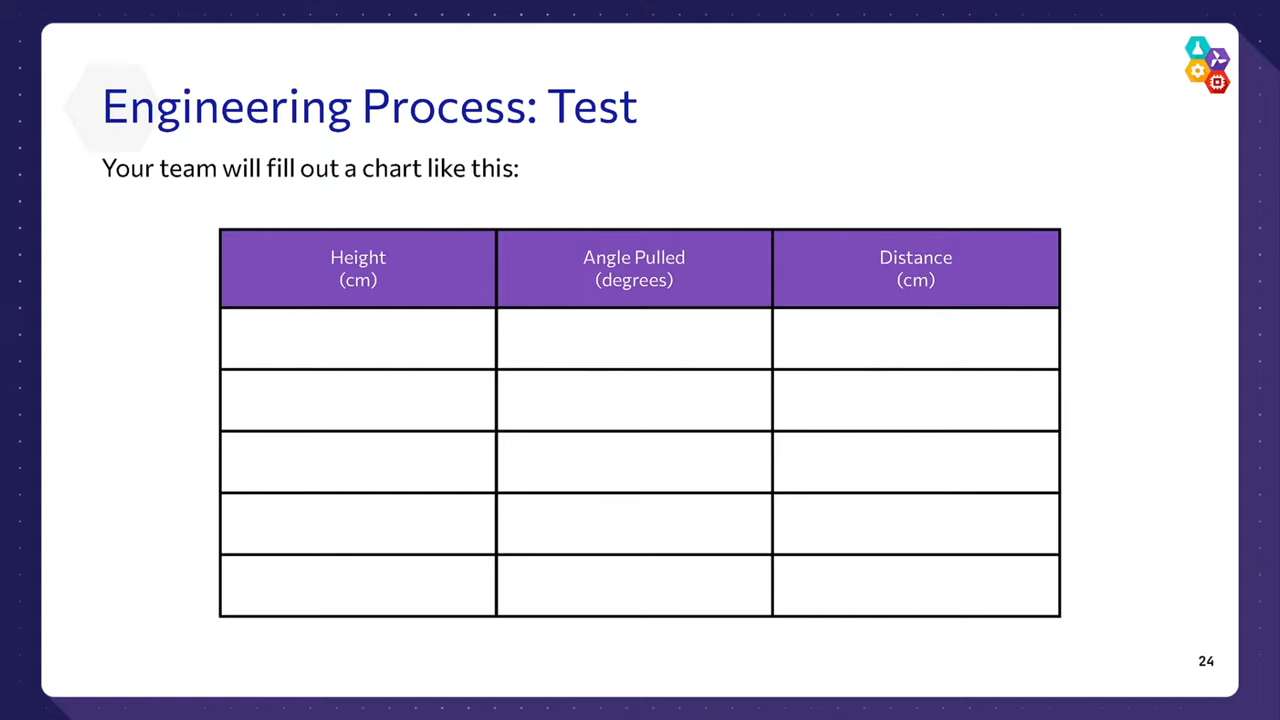 Engineering Process: Test
Your team will fill out a chart like this:
Height
(cm)
Angle Pulled
(degrees)
Distance
(cm)
24